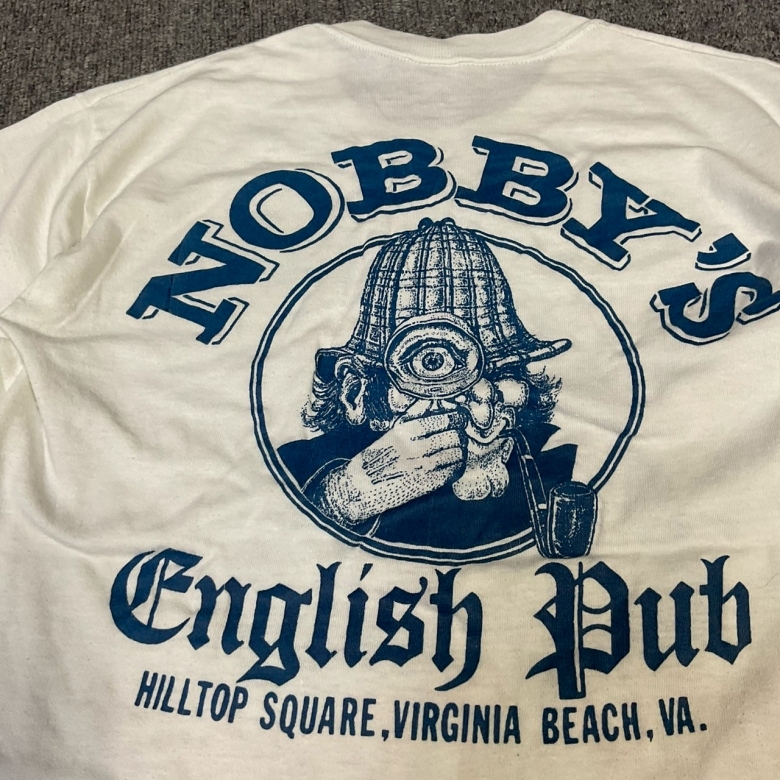 NOBBY'S
English Pub
HILLTOP SQUARE, VIRGINIA BEACH, VA.